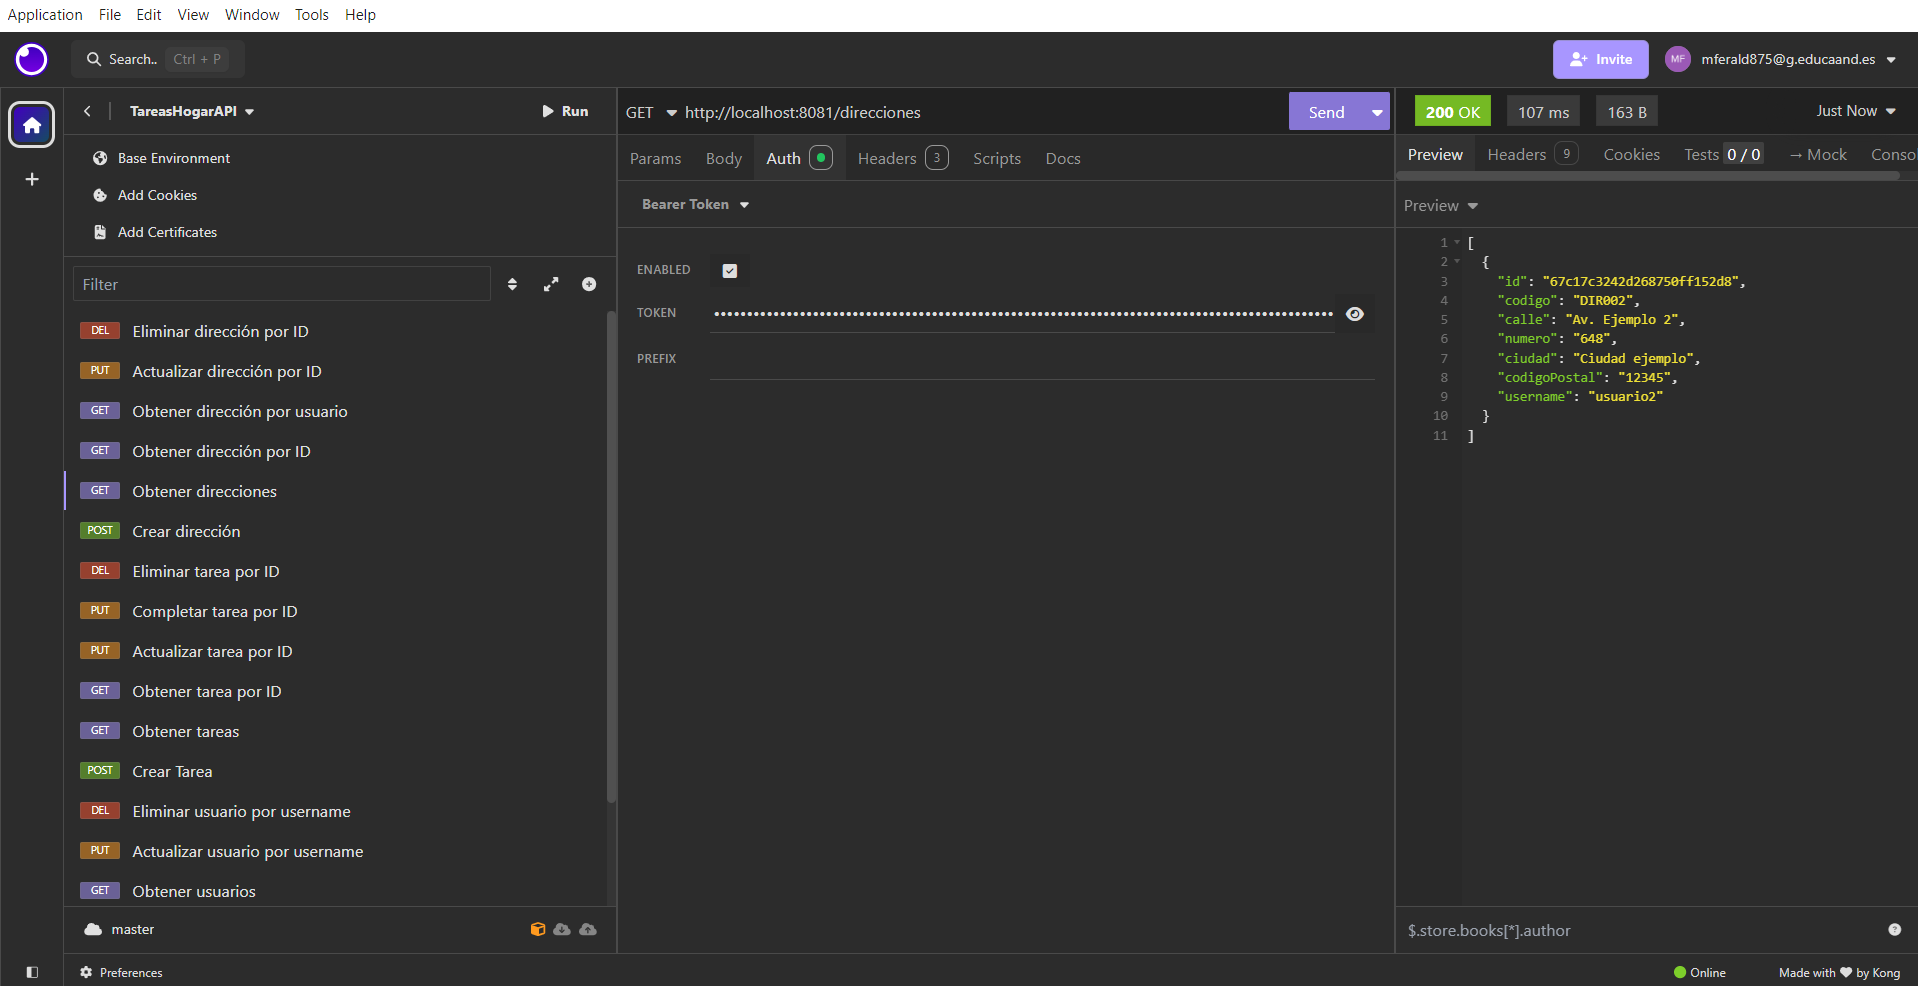 Application File Edit View Window Tools Help
Search.. Ctrl + P
Invite
MF mferald875@g.educaand.es
TareasHogarAPI
Run
Base Environment
Add Cookies
Add Certificates
Filter
DEL Eliminar dirección por ID
PUT Actualizar dirección por ID
GET Obtener dirección por usuario
GET Obtener dirección por ID
GET Obtener direcciones
POST Crear dirección
DEL Eliminar tarea por ID
PUT Completar tarea por ID
PUT Actualizar tarea por ID
GET Obtener tarea por ID
GET Obtener tareas
POST Crear Tarea
DEL Eliminar usuario por username
PUT Actualizar usuario por username
GET Obtener usuarios
master
Preferences
GET http://localhost:8081/direcciones
Send
Params Body Auth Headers 3 Scripts Docs
Bearer Token
ENABLED
TOKEN
PREFIX
200 OK 107 ms 163 B Just Now
Preview Headers 9 Cookies Tests 0 / 0 → Mock Conso
Preview
1 [
2 {
3 "id": "67c17c3242d268750ff152d8",
4 "codigo": "DIR002",
5 "calle": "Av. Ejemplo 2",
6 "numero": "648",
7 "ciudad": "Ciudad ejemplo",
8 "codigoPostal": "12345",
9 "username": "usuario2"
10 }
11 ]
$.store.books[*].author
Online
Made with ❤ by Kong